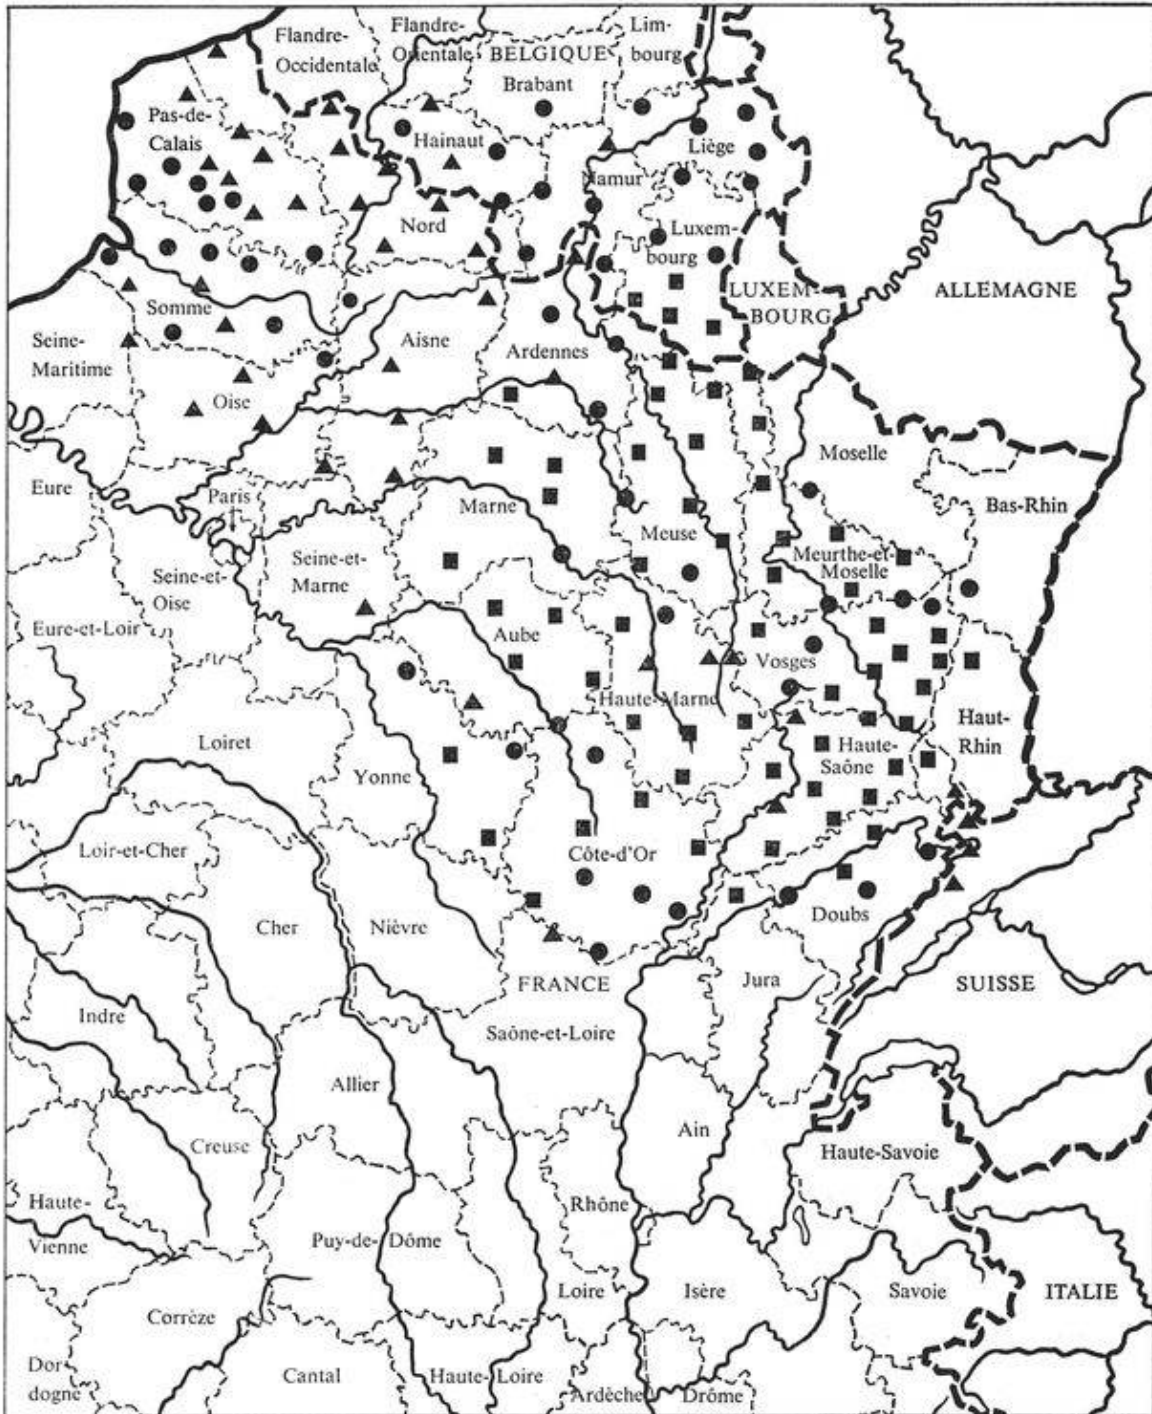 Flandre-
Occidentale
Flandre-
Orientale
BELGIQUE
Brabant
Lim-
bourg
Pas-de-
Calais
Hainaut
Liège
Namur
Nord
Luxem-
bourg
LUXEM-
BOURG
ALLEMAGNE
Somme
Seine-
Maritime
Aisne
Ardennes
Oise
Moselle
Eure
Paris
Marne
Bas-Rhin
Meuse
Seine-et-
Marne
Meurthe-et-
Moselle
Seine-et-
Oise
Eure-et-Loir
Aube
Vosges
Haute-Marne
Haut-
Rhin
Loiret
Haute-
Saône
Yonne
Loir-et-Cher
Côte-d'Or
Doubs
Cher
Nièvre
FRANCE
Jura
SUISSE
Indre
Saône-et-Loire
Allier
Ain
Creuse
Haute-Savoie
Haute-
Vienne
Rhône
Puy-de-Dôme
Loire
Isère
Savoie
ITALIE
Corrèze
Dor-
dogne
Cantal
Haute-Loire
Ardèche
Drôme